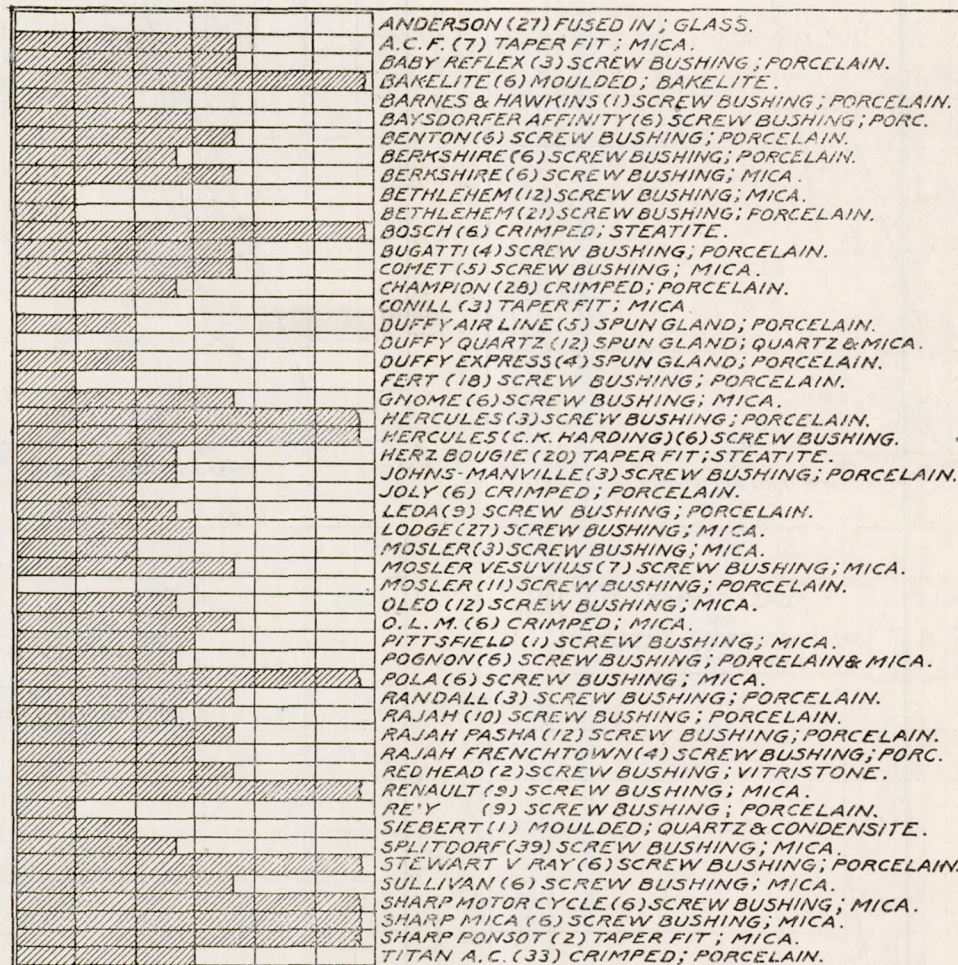 ANDERSON (27) FUSED IN; GLASS.
A.C.F. (7) TAPER FIT; MICA.
BABY REFLEX (3) SCREW BUSHING; PORCELAIN.
BAKELITE (6) MOULDED; BAKELITE.
BARNES & HAWKINS (1) SCREW BUSHING; PORCELAIN.
BAYSDORFER AFFINITY (6) SCREW BUSHING; PORC.
BENTON (6) SCREW BUSHING; PORCELAIN.
BERKSHIRE (6) SCREW BUSHING; PORCELAIN.
BERKSHIRE (6) SCREW BUSHING; MICA.
BETHLEHEM (12) SCREW BUSHING; MICA.
BETHLEHEM (21) SCREW BUSHING; PORCELAIN.
BOSCH (6) CRIMPED; STEATITE.
BUGATTI (4) SCREW BUSHING; PORCELAIN.
COMET (5) SCREW BUSHING; MICA.
CHAMPION (28) CRIMPED; PORCELAIN.
CONILL (3) TAPER FIT; MICA
DUFFY AIR LINE (5) SPUN GLAND; PORCELAIN.
DUFFY QUARTZ (12) SPUN GLAND; QUARTZ & MICA.
DUFFY EXPRESS (4) SPUN GLAND; PORCELAIN.
FERT (18) SCREW BUSHING; PORCELAIN.
GNOME (6) SCREW BUSHING; MICA.
HERCULES (3) SCREW BUSHING; PORCELAIN.
HERCULES (C.K. HARDING) (6) SCREW BUSHING.
HERZ BOUGIE (20) TAPER FIT; STEATITE.
JOHNS-MANVILLE (3) SCREW BUSHING; PORCELAIN.
JOLY (6) CRIMPED; PORCELAIN.
LEDA (9) SCREW BUSHING; PORCELAIN.
LODGE (27) SCREW BUSHING; MICA.
MOSLER (3) SCREW BUSHING; MICA.
MOSLER VESUVIUS (7) SCREW BUSHING; MICA.
MOSLER (11) SCREW BUSHING; PORCELAIN.
OLEO (12) SCREW BUSHING; MICA.
O.L.M. (6) CRIMPED; MICA.
PITTSFIELD (1) SCREW BUSHING; MICA.
POGNON (6) SCREW BUSHING; PORCELAIN & MICA.
POLA (6) SCREW BUSHING; MICA.
RANDALL (3) SCREW BUSHING; PORCELAIN.
RAJAH (10) SCREW BUSHING; PORCELAIN.
RAJAH PASHA (12) SCREW BUSHING; PORCELAIN.
RAJAH FRENCHTOWN (4) SCREW BUSHING; PORC.
RED HEAD (2) SCREW BUSHING; VITRISTONE.
RENAULT (9) SCREW BUSHING; MICA.
(9) SCREW BUSHING; PORCELAIN.
SIEBERT (1) MOULDED; QUARTZ & CONDENSITE.
SPLITDORF (39) SCREW BUSHING; MICA.
STEWART V RAY (6) SCREW BUSHING; PORCELAIN.
SULLIVAN (6) SCREW BUSHING; MICA.
SHARP MOTOR CYCLE (6) SCREW BUSHING; MICA.
SHARP MICA (6) SCREW BUSHING; MICA.
SHARP PONSOT (2) TAPER FIT; MICA.
TITAN A.C. (33) CRIMPED; PORCELAIN.